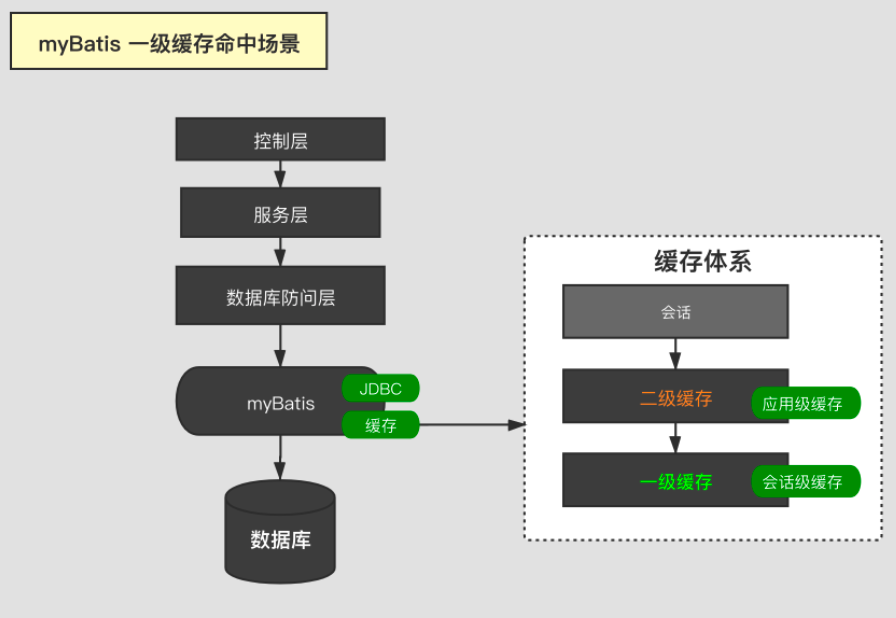 myBatis 一级缓存命中场景
控制层
服务层
数据库防问层
myBatis
JDBC
缓存
数据库
缓存体系
会话
二级缓存
应用级缓存
一级缓存
会话级缓存